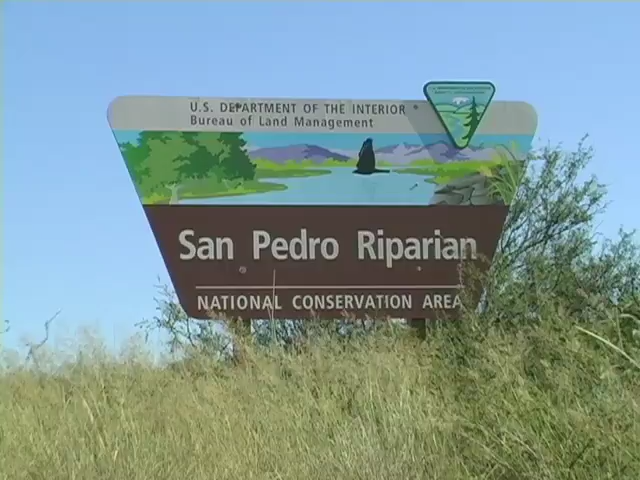 U.S. DEPARTMENT OF THE INTERIOR
Bureau of Land Management
San Pedro Riparian
NATIONAL CONSERVATION AREA